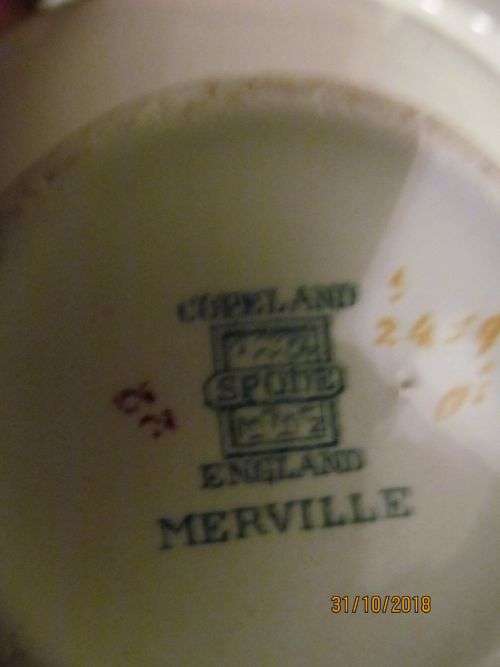 COPELAND
SPODE
ENGLAND
MERVILLE
31/10/2018